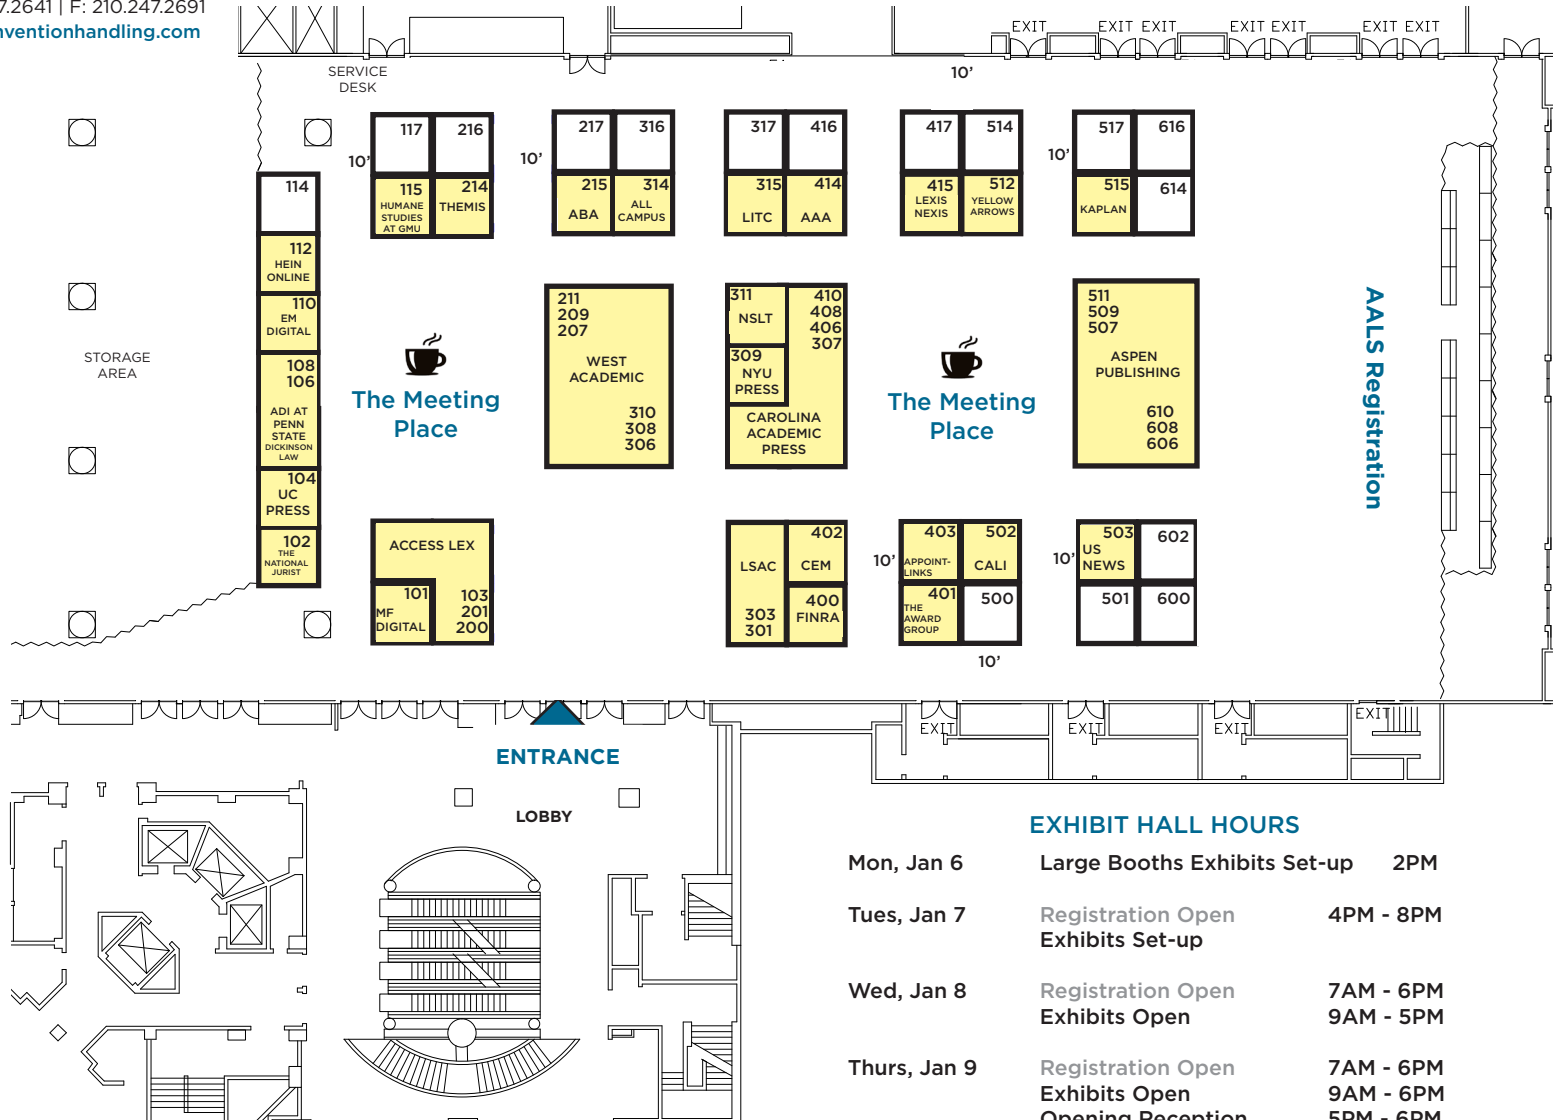 7.2641 | F: 210.247.2691
nventionhandling.com
EXIT
EXIT EXIT
EXIT EXIT
EXIT EXIT
SERVICE
DESK
10'
117
216
10'
115
HUMANE
STUDIES
AT GMU
214
THEMIS
217
316
10'
215
ABA
314
ALL
CAMPUS
317
416
315
LITC
414
AAA
417
514
415
LEXIS
NEXIS
512
YELLOW
ARROWS
10'
517
616
515
KAPLAN
614
114
112
HEIN
ONLINE
110
EM
DIGITAL
108
106
ADI AT
PENN
STATE
DICKINSON
LAW
104
UC
PRESS
102
THE
NATIONAL
JURIST
STORAGE
AREA
The Meeting
Place
211
209
207
WEST
ACADEMIC
310
308
306
311
NSLT
309
NYU
PRESS
410
408
406
307
CAROLINA
ACADEMIC
PRESS
The Meeting
Place
511
509
507
ASPEN
PUBLISHING
610
608
606
AALS Registration
ACCESS LEX
101
MF
DIGITAL
103
201
200
LSAC
303
301
402
CEM
400
FINRA
10'
403
APPOINT-
LINKS
502
CALI
401
THE
AWARD
GROUP
500
10'
10'
503
US
NEWS
602
501
600
ENTRANCE
LOBBY
EXIT
EXIT
EXIT
EXIT
EXHIBIT HALL HOURS
Mon, Jan 6 Large Booths Exhibits Set-up 2PM
Tues, Jan 7 Registration Open 4PM - 8PM
Exhibits Set-up
Wed, Jan 8 Registration Open 7AM - 6PM
Exhibits Open 9AM - 5PM
Thurs, Jan 9 Registration Open 7AM - 6PM
Exhibits Open 9AM - 6PM
Opening Reception 5PM - 6PM